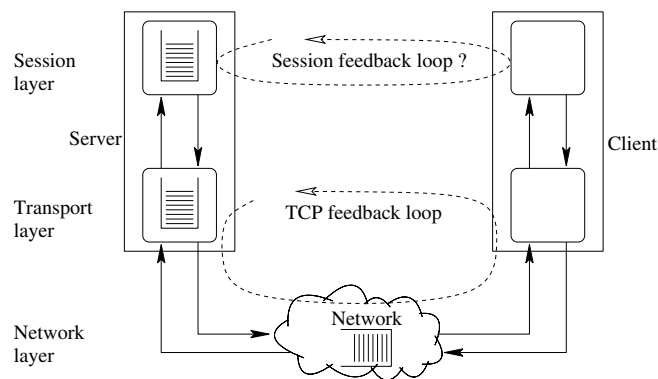 Session
layer
Session feedback loop ?
Server
Client
Transport
layer
TCP feedback loop
Network
Network
layer